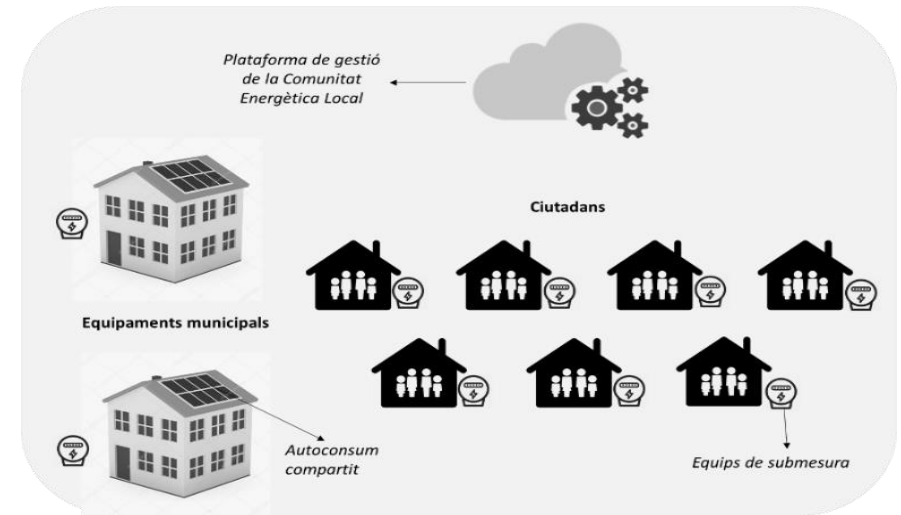 Plataforma de gestió
de la Comunitat
Energètica Local
Ciutadans
Equipaments municipals
Autoconsum
compartit
Equips de submesura